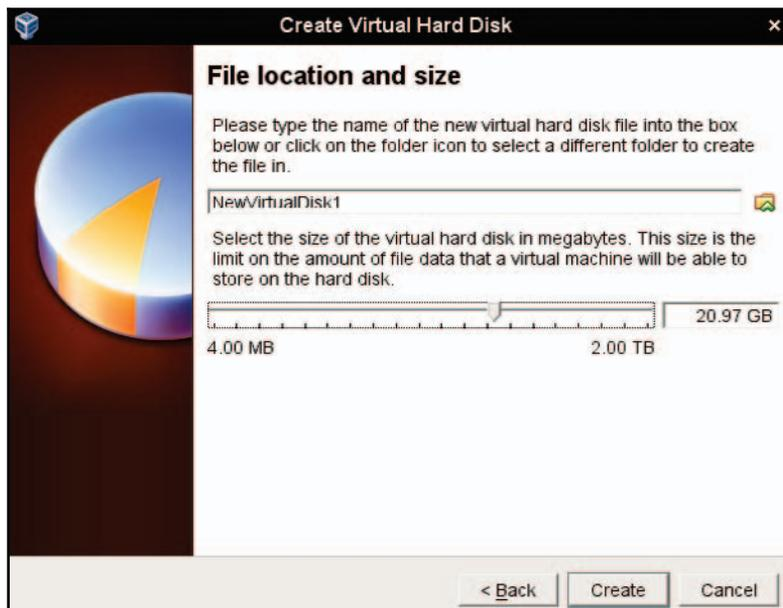 Create Virtual Hard Disk
×
File location and size
Please type the name of the new virtual hard disk file into the box
below or click on the folder icon to select a different folder to create
the file in.
NewVirtualDisk1
Select the size of the virtual hard disk in megabytes. This size is the
limit on the amount of file data that a virtual machine will be able to
store on the hard disk.
20.97 GB
4.00 MB 2.00 TB
< Back Create Cancel